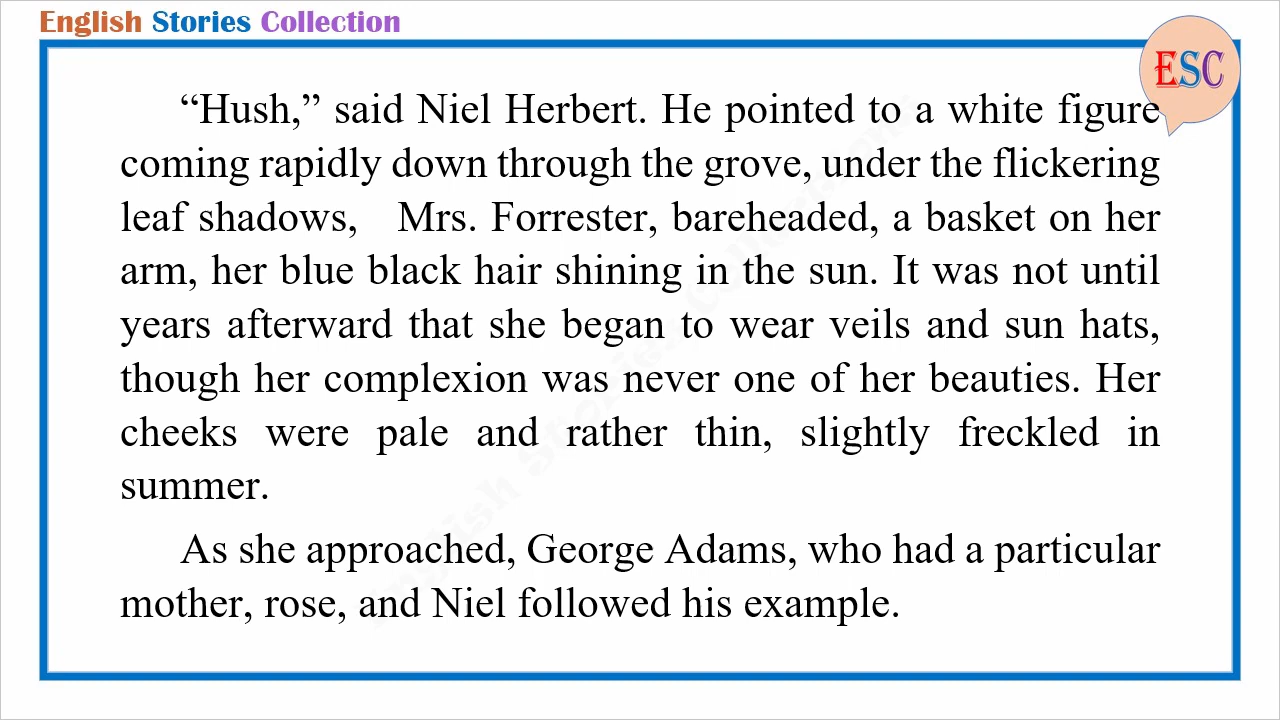 English Stories Collection
ESC
“Hush,” said Niel Herbert. He pointed to a white figure
coming rapidly down through the grove, under the flickering
leaf shadows, Mrs. Forrester, bareheaded, a basket on her
arm, her blue black hair shining in the sun. It was not until
years afterward that she began to wear veils and sun hats,
though her complexion was never one of her beauties. Her
cheeks were pale and rather thin, slightly freckled in
summer.
As she approached, George Adams, who had a particular
mother, rose, and Niel followed his example.
English Stories Collection